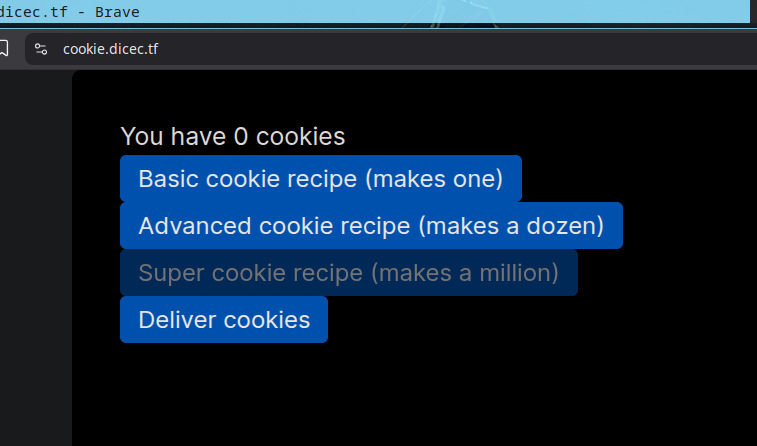 dicec.tf - Brave
cookie.dicec.tf
You have 0 cookies
Basic cookie recipe (makes one)
Advanced cookie recipe (makes a dozen)
Super cookie recipe (makes a million)
Deliver cookies